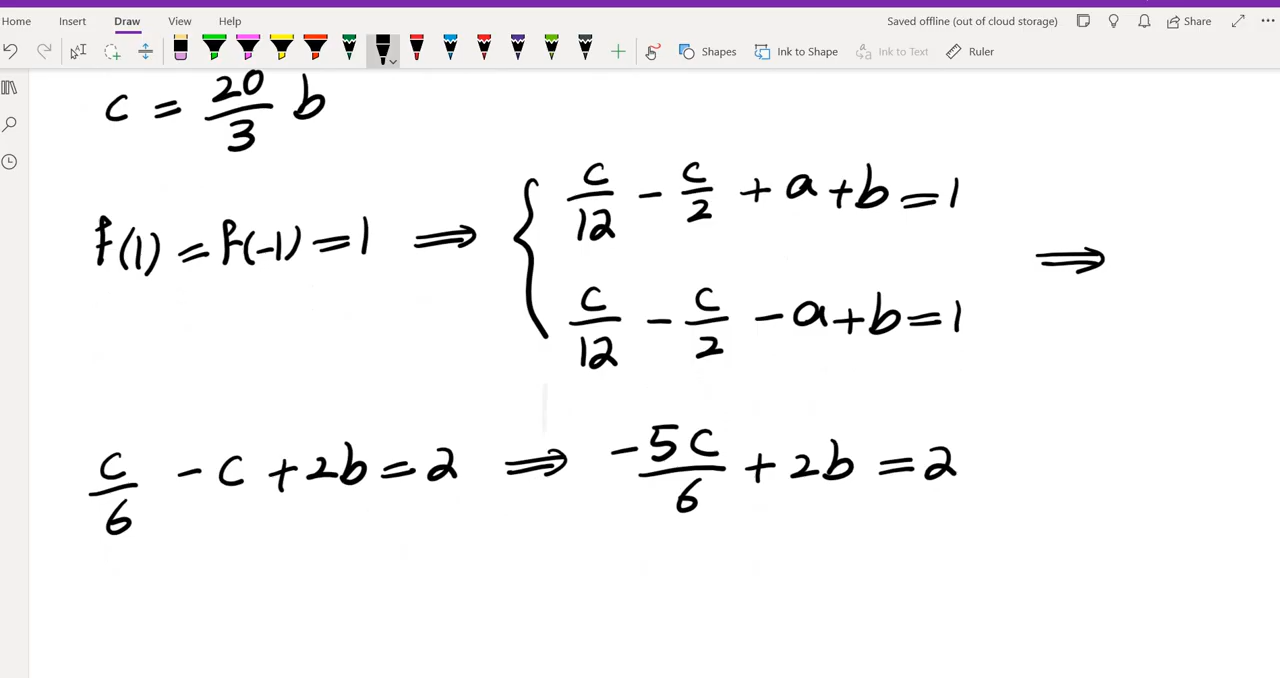 Home Insert Draw View Help Saved offline (out of cloud storage) Share
Shapes Ink to Shape Ink to Text Ruler
c = 20/3 b
f(1) = f(-1) = 1 ⟹ { c/12 - c/2 + a + b = 1
c/12 - c/2 - a + b = 1 ⟹
c/6 - c + 2b = 2 ⟹ -5c/6 + 2b = 2